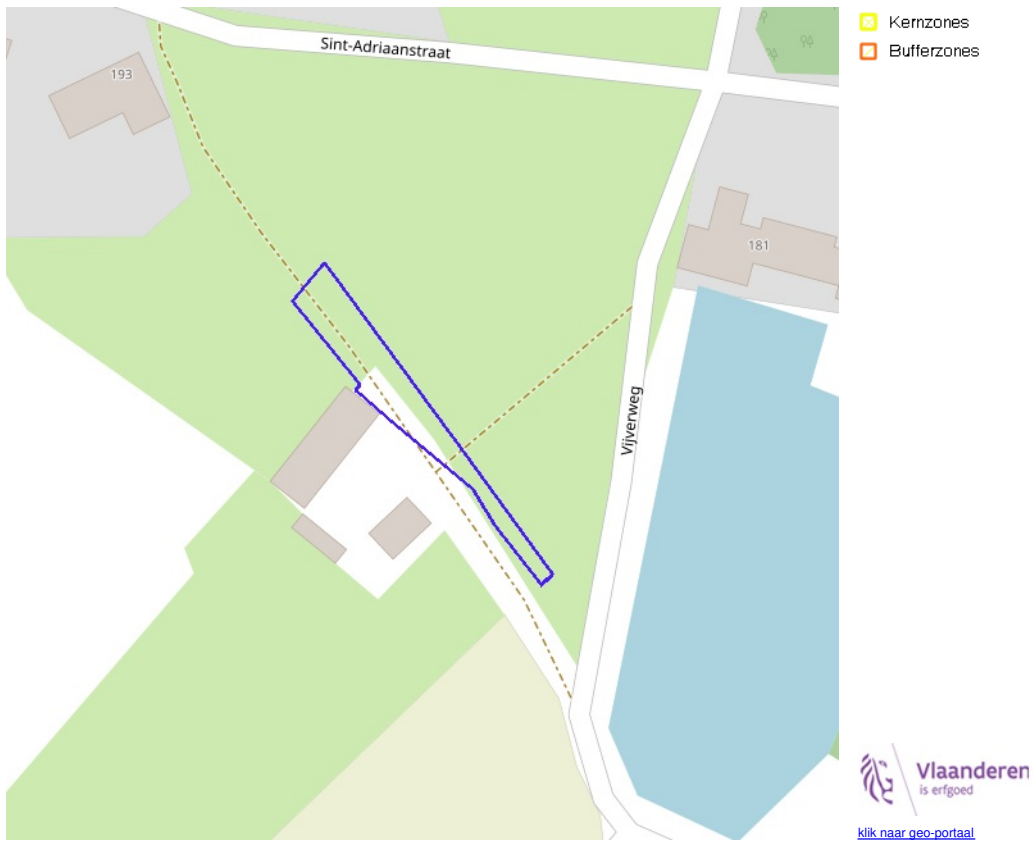 Sint-Adriaanstraat
193
181
Vijverweg
Kernzones
Bufferzones
Vlaanderen
is erfgoed
klik naar geo-portaal